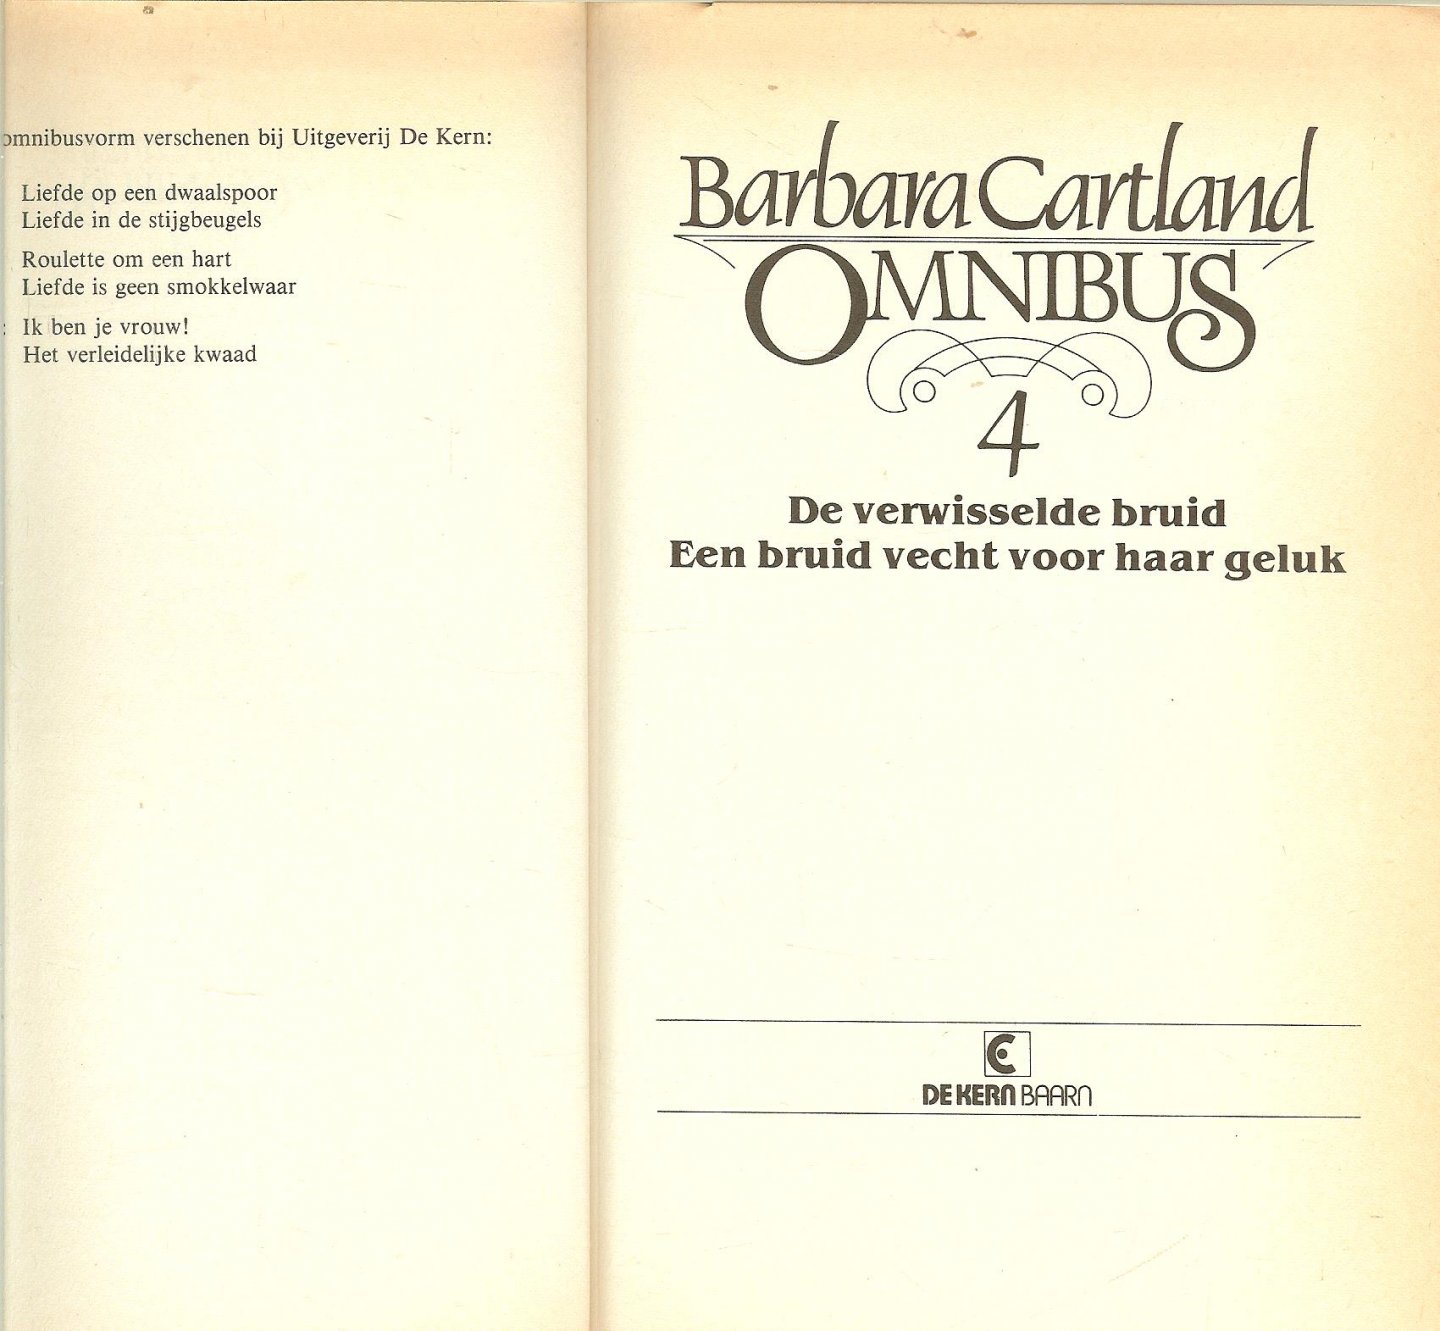 omnibusvorm verschenen bij Uitgeverij De Kern:
Liefde op een dwaalspoor
Liefde in de stijgbeugels
Roulette om een hart
Liefde is geen smokkelwaar
: Ik ben je vrouw!
Het verleidelijke kwaad
Barbara Cartland
OMNIBUS
4
De verwisselde bruid
Een bruid vecht voor haar geluk
DE KERN BAARN